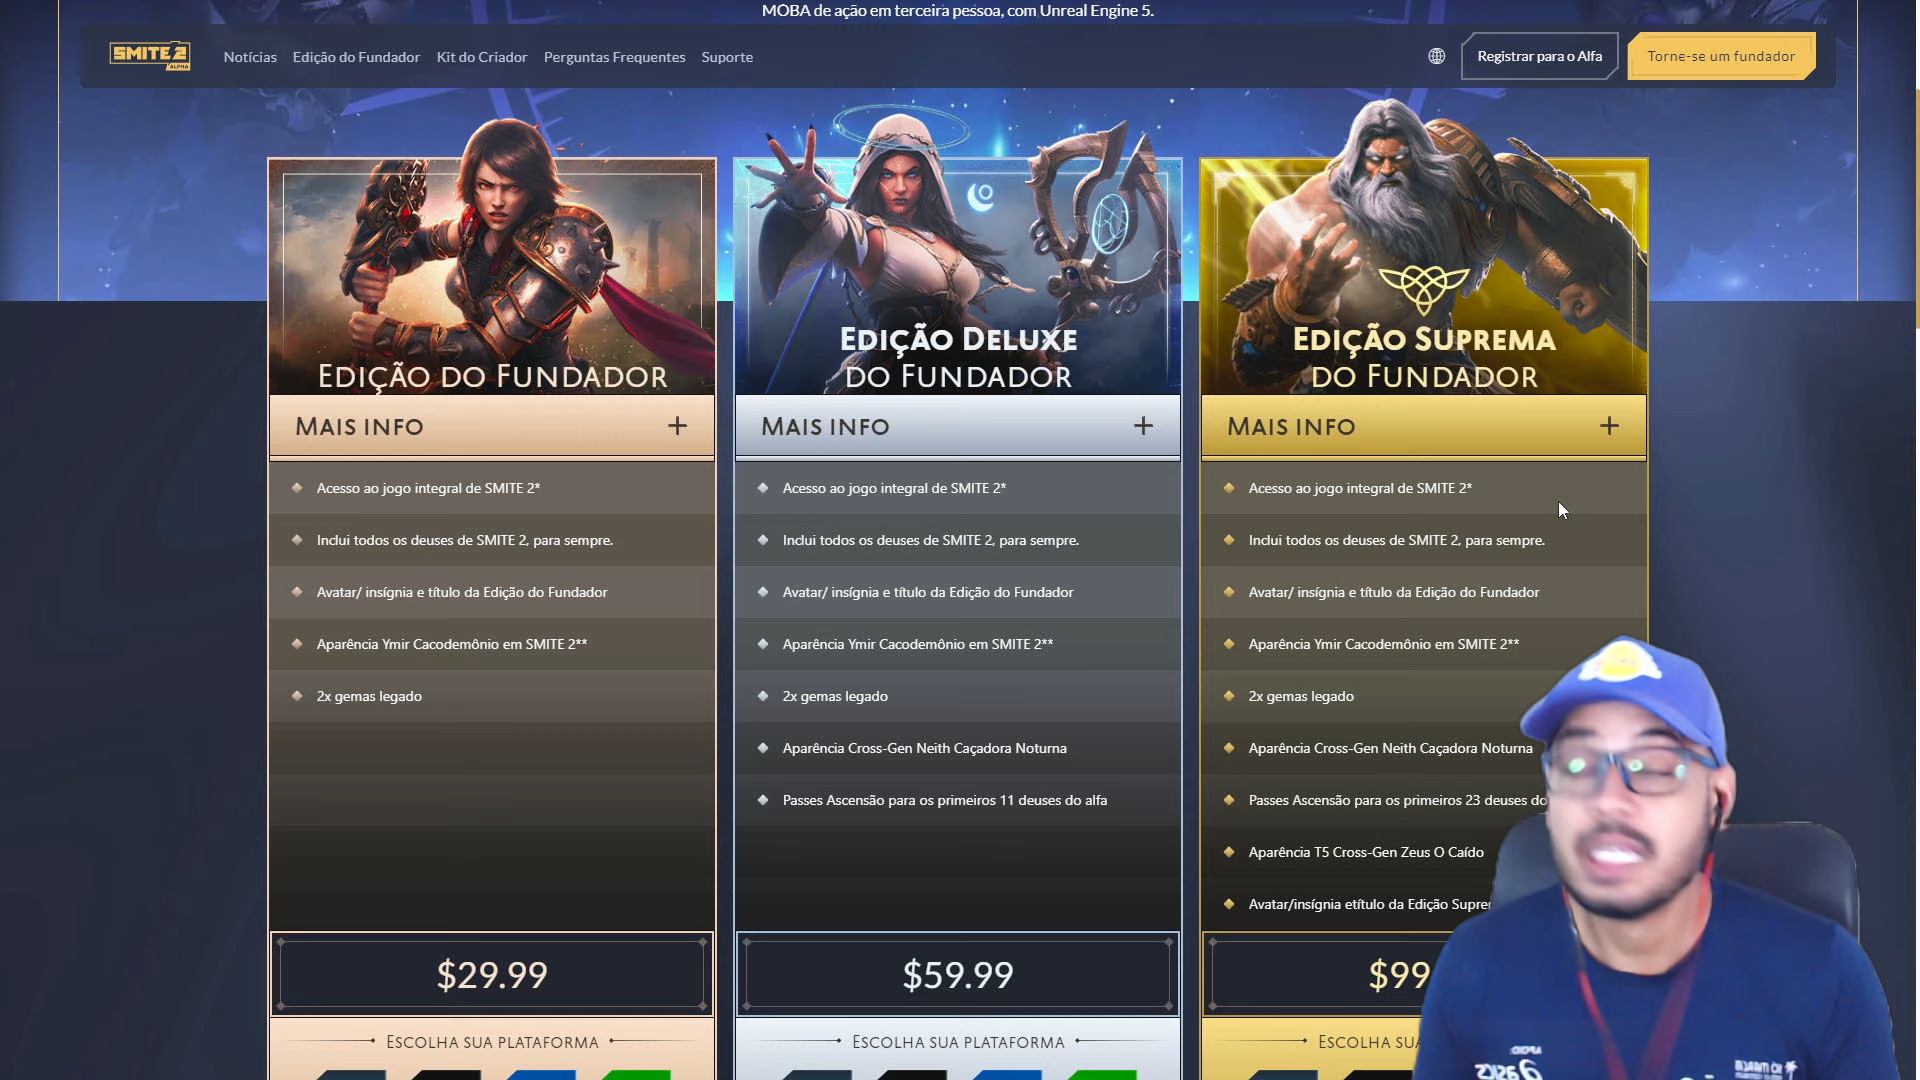 MOBA de ação em terceira pessoa, com Unreal Engine 5.
SMITE 2
ALPHA
Notícias
Edição do Fundador
Kit do Criador
Perguntas Frequentes
Suporte
Registrar para o Alfa
Torne-se um fundador
Edição do Fundador
Mais info
Acesso ao jogo integral de SMITE 2*
Inclui todos os deuses de SMITE 2, para sempre.
Avatar/ insígnia e título da Edição do Fundador
Aparência Ymir Cacodemônio em SMITE 2**
2x gemas legado
$29.99
Escolha sua plataforma
Edição Deluxe
do Fundador
Mais info
Acesso ao jogo integral de SMITE 2*
Inclui todos os deuses de SMITE 2, para sempre.
Avatar/ insígnia e título da Edição do Fundador
Aparência Ymir Cacodemônio em SMITE 2**
2x gemas legado
Aparência Cross-Gen Neith Caçadora Noturna
Passes Ascensão para os primeiros 11 deuses do alfa
$59.99
Escolha sua plataforma
Edição Suprema
do Fundador
Mais info
Acesso ao jogo integral de SMITE 2*
Inclui todos os deuses de SMITE 2, para sempre.
Avatar/ insígnia e título da Edição do Fundador
Aparência Ymir Cacodemônio em SMITE 2**
2x gemas legado
Aparência Cross-Gen Neith Caçadora Noturna
Passes Ascensão para os primeiros 23 deuses do
Aparência T5 Cross-Gen Zeus O Caído
Avatar/insígnia etítulo da Edição
$99
Escolha
APOIO:
asics